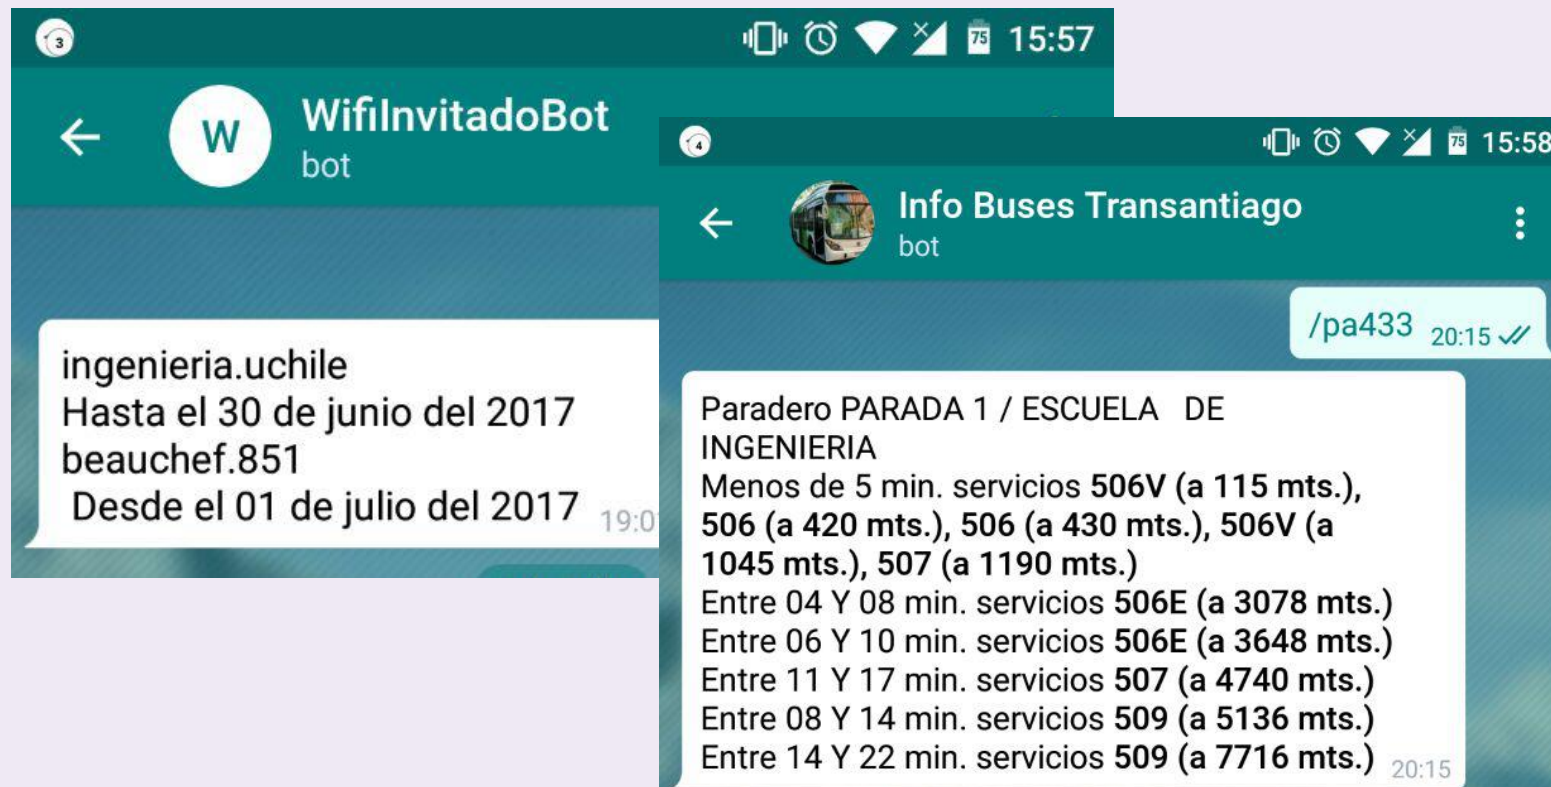 3
75
15:57
WifiInvitadoBot
bot
ingenieria.uchile
Hasta el 30 de junio del 2017
beauchef.851
Desde el 01 de julio del 2017
4
75
15:58
Info Buses Transantiago
bot
/pa433 20:15
Paradero PARADA 1 / ESCUELA DE
INGENIERIA
Menos de 5 min. servicios 506V (a 115 mts.),
506 (a 420 mts.), 506 (a 430 mts.), 506V (a
1045 mts.), 507 (a 1190 mts.)
Entre 04 Y 08 min. servicios 506E (a 3078 mts.)
Entre 06 Y 10 min. servicios 506E (a 3648 mts.)
Entre 11 Y 17 min. servicios 507 (a 4740 mts.)
Entre 08 Y 14 min. servicios 509 (a 5136 mts.)
Entre 14 Y 22 min. servicios 509 (a 7716 mts.) 20:15